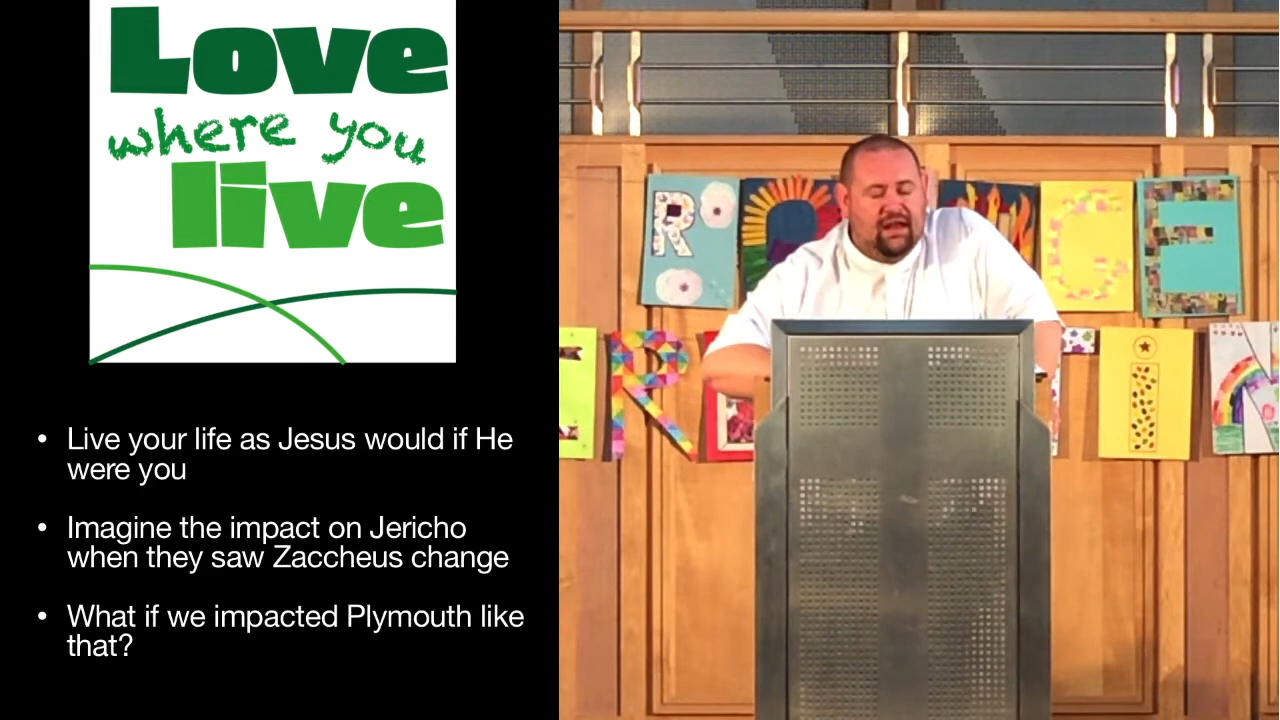 Love
where you
live
• Live your life as Jesus would if He
were you
• Imagine the impact on Jericho
when they saw Zaccheus change
• What if we impacted Plymouth like
that?
R G E
R i N